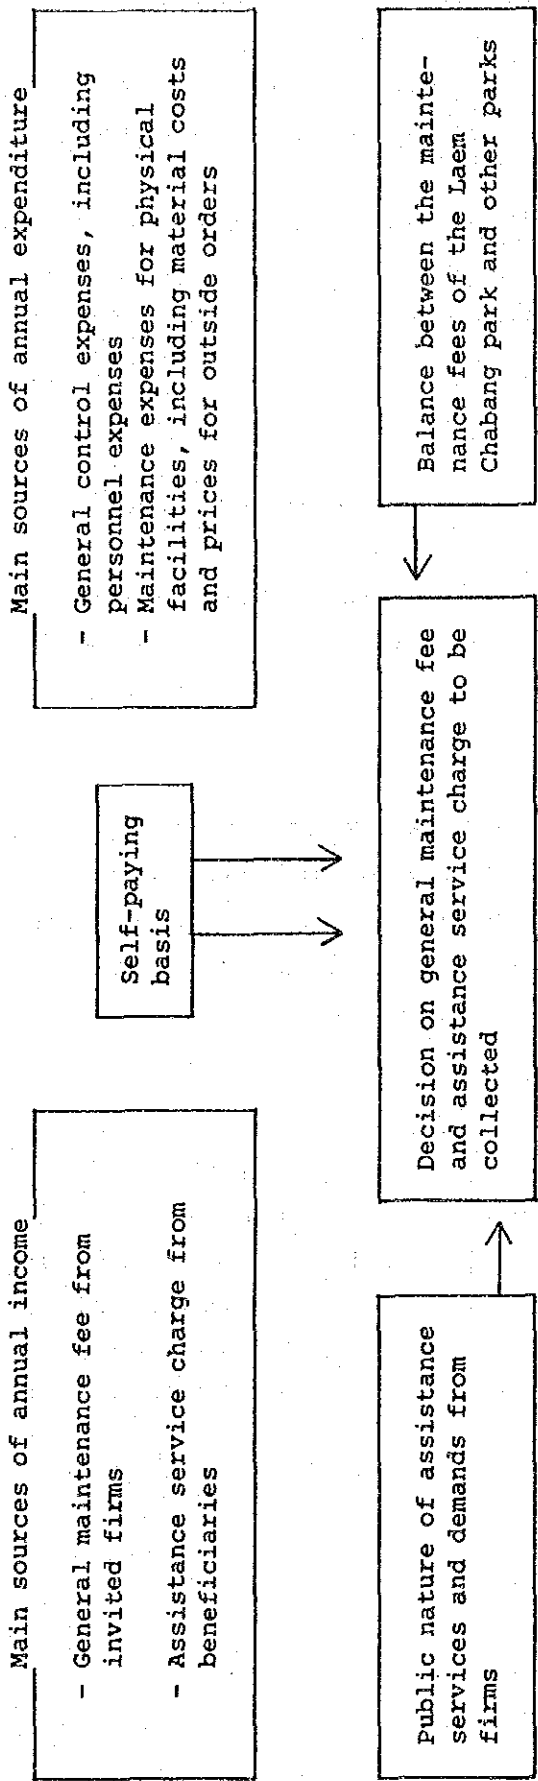 Main sources of annual income
- General maintenance fee from
invited firms
- Assistance service charge from
beneficiaries
Self-paying
basis
Main sources of annual expenditure
- General control expenses, including
personnel expenses
- Maintenance expenses for physical
facilities, including material costs
and prices for outside orders
Public nature of assistance
services and demands from
firms
Decision on general maintenance fee
and assistance service charge to be
collected
Balance between the mainte-
nance fees of the Laem
Chabang park and other parks